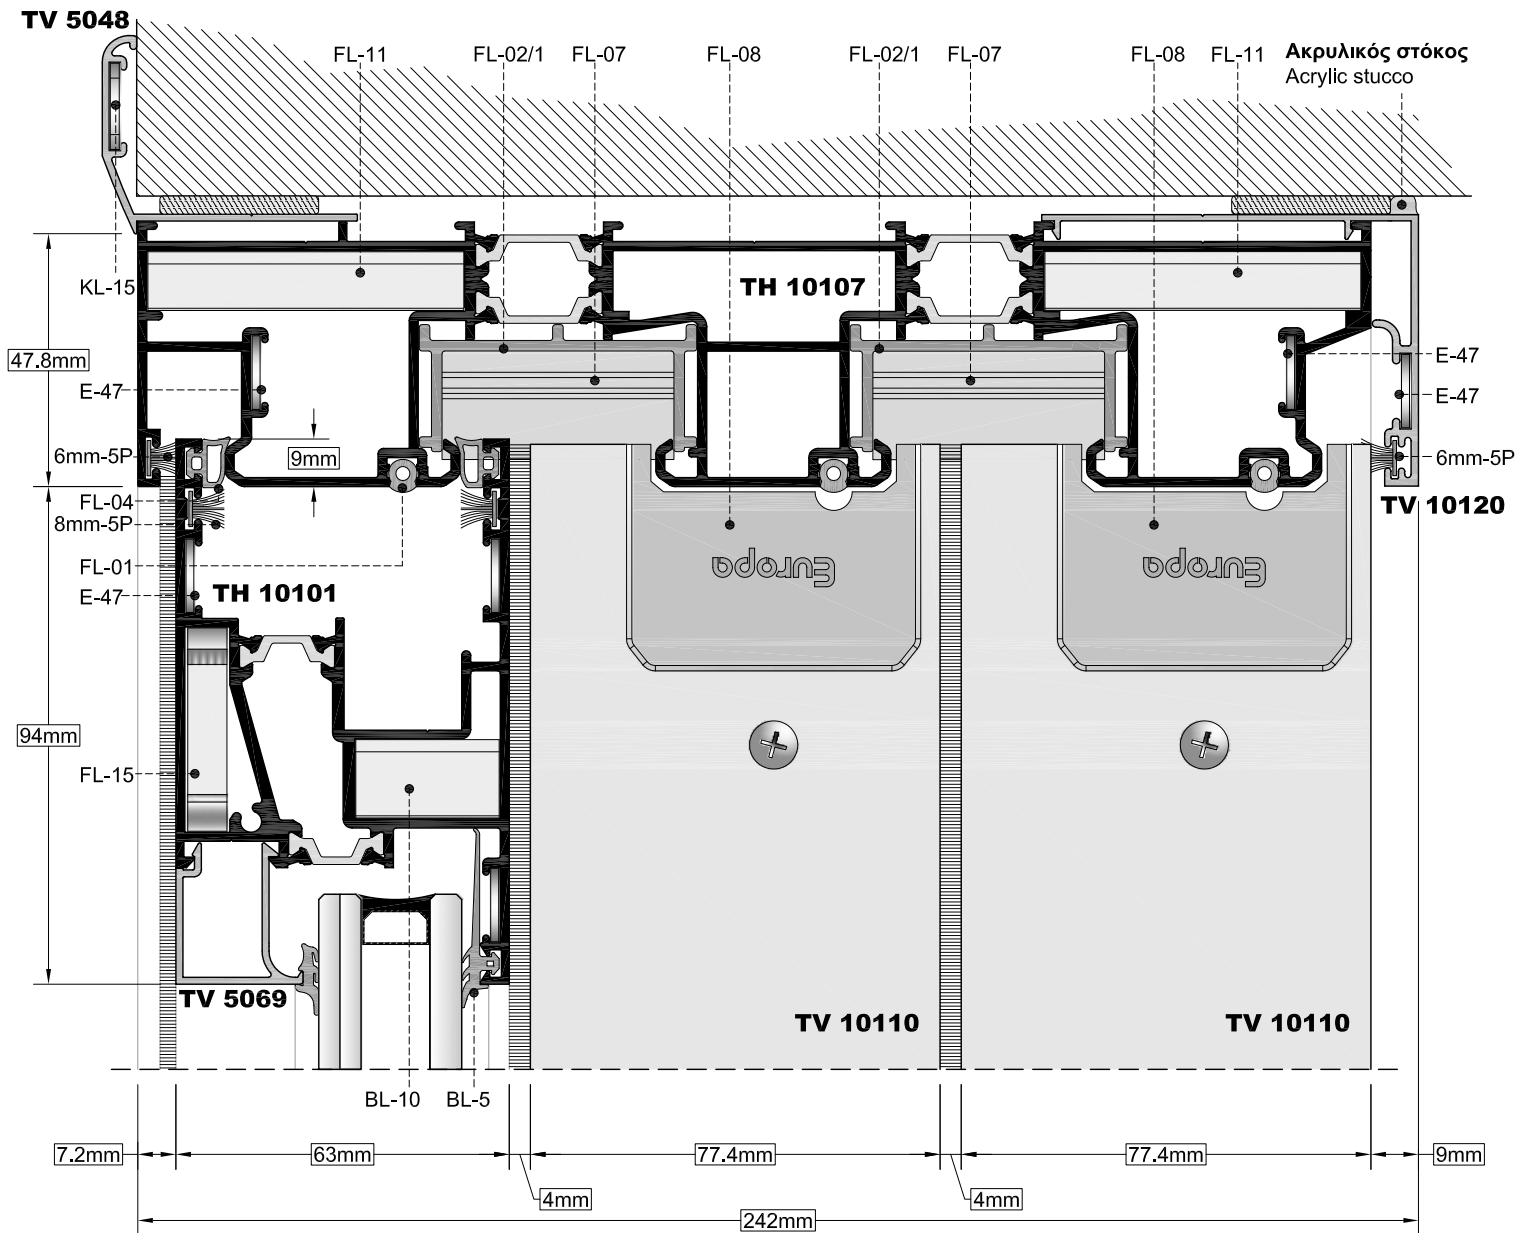 TV 5048
FL-11
FL-02/1
FL-07
FL-08
FL-02/1
FL-07
FL-08
FL-11
Ακρυλικός στόκος
Acrylic stucco
KL-15
TH 10107
47.8mm
E-47
E-47
E-47
9mm
6mm-5P
6mm-5P
FL-04
8mm-5P
TV 10120
FL-01
Europa
Europa
E-47
TH 10101
94mm
FL-15
TV 5069
TV 10110
TV 10110
BL-10
BL-5
7.2mm
63mm
77.4mm
77.4mm
9mm
4mm
4mm
242mm